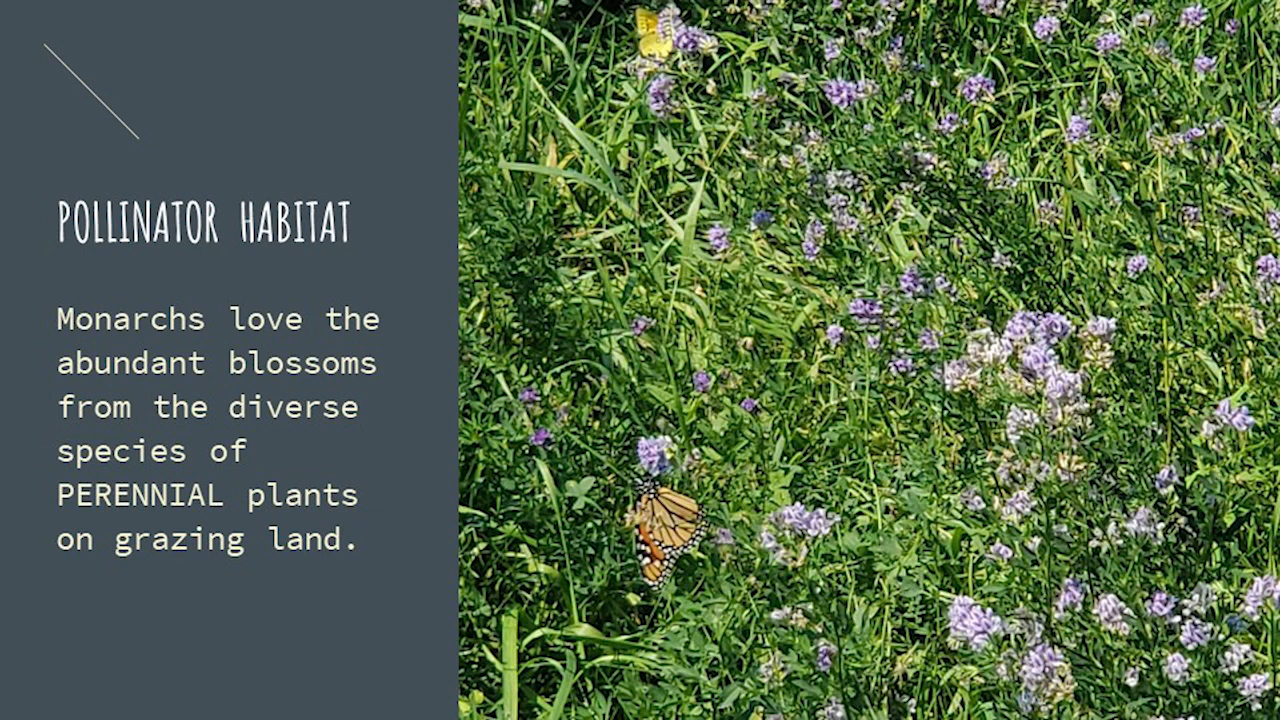 POLLINATOR HABITAT
Monarchs love the
abundant blossoms
from the diverse
species of
PERENNIAL plants
on grazing land.